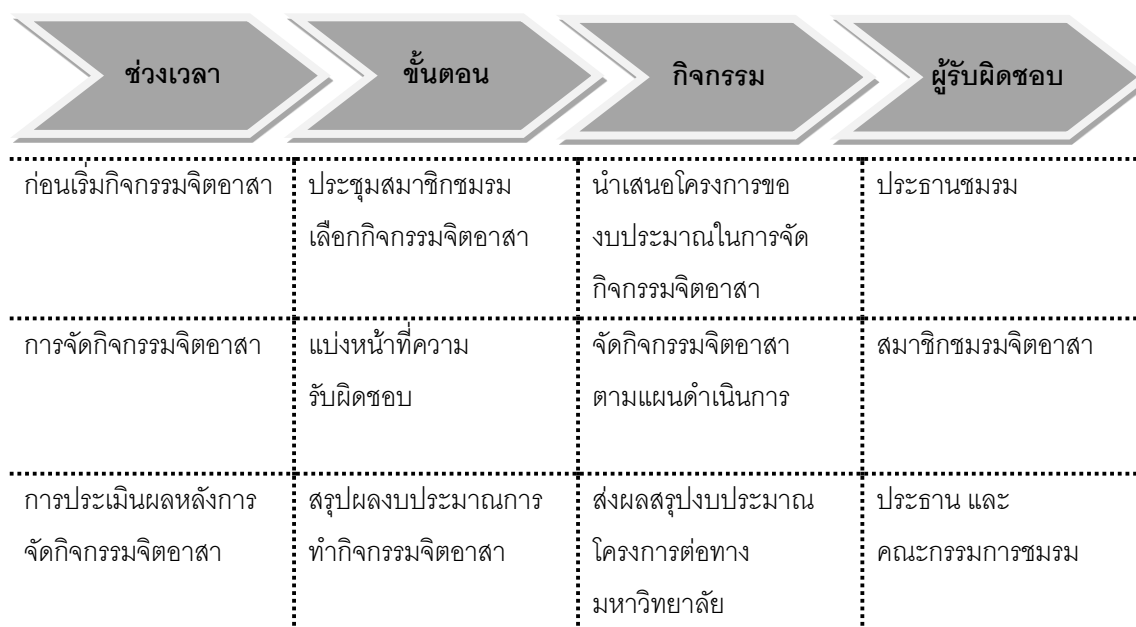 ช่วงเวลา
ขั้นตอน
กิจกรรม
ผู้รับผิดชอบ
ก่อนเริ่มกิจกรรมจิตอาสา
ประชุมสมาชิกชมรม
เลือกกิจกรรมจิตอาสา
นำเสนอโครงการขอ
งบประมาณในการจัด
กิจกรรมจิตอาสา
ประธานชมรม
การจัดกิจกรรมจิตอาสา
แบ่งหน้าที่ความ
รับผิดชอบ
จัดกิจกรรมจิตอาสา
ตามแผนดำเนินการ
สมาชิกชมรมจิตอาสา
การประเมินผลหลังการ
จัดกิจกรรมจิตอาสา
สรุปผลงบประมาณการ
ทำกิจกรรมจิตอาสา
ส่งผลสรุปงบประมาณ
โครงการต่อทาง
มหาวิทยาลัย
ประธาน และ
คณะกรรมการชมรม